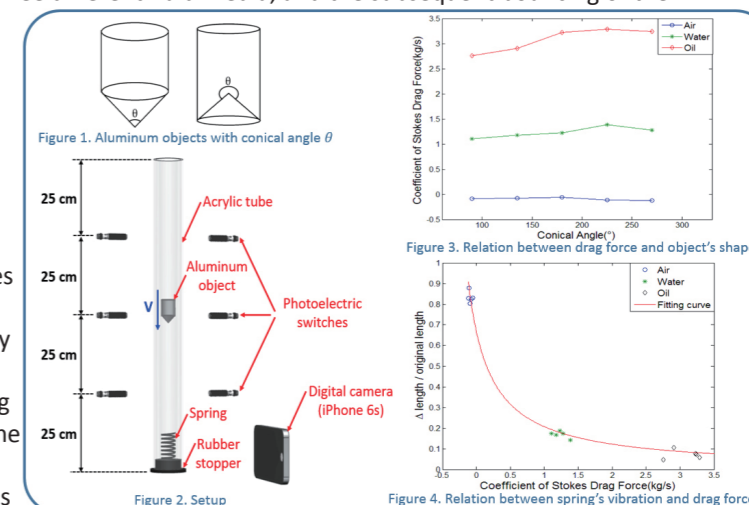 θ
θ
Figure 1. Aluminum objects with conical angle θ
25 cm
25 cm
25 cm
25 cm
Acrylic tube
Aluminum
object
V
Photoelectric
switches
Digital camera
(iPhone 6s)
Spring
Rubber
stopper
Figure 2. Setup
Coefficient of Stokes Drag Force(kg/s)
3.5
3
2.5
2
1.5
1
0.5
0
-0.5
100
150
200
250
300
Conical Angle(°)
Air
Water
Oil
Figure 3. Relation between drag force and object's shap
Δ length / original length
1
0.9
0.8
0.7
0.6
0.5
0.4
0.3
0.2
0.1
0
-0.5
0
0.5
1
1.5
2
2.5
3
3.5
Coefficient of Stokes Drag Force(kg/s)
Air
Water
Oil
Fitting curve
Figure 4. Relation between spring's vibration and drag force